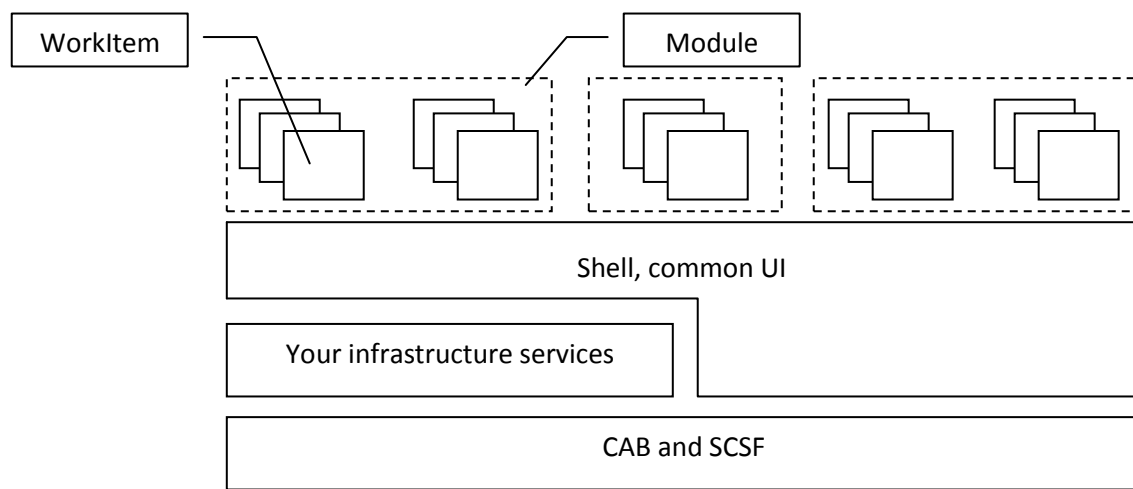 WorkItem
Module
Shell, common UI
Your infrastructure services
CAB and SCSF